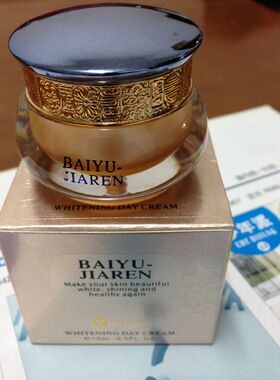 BAIYU-
JIAREN
WHITENING DAY CREAM
BAIYU-
JIAREN
Make your skin beautiful
white, shining and
healthy again
WHITENING DAY CREAM